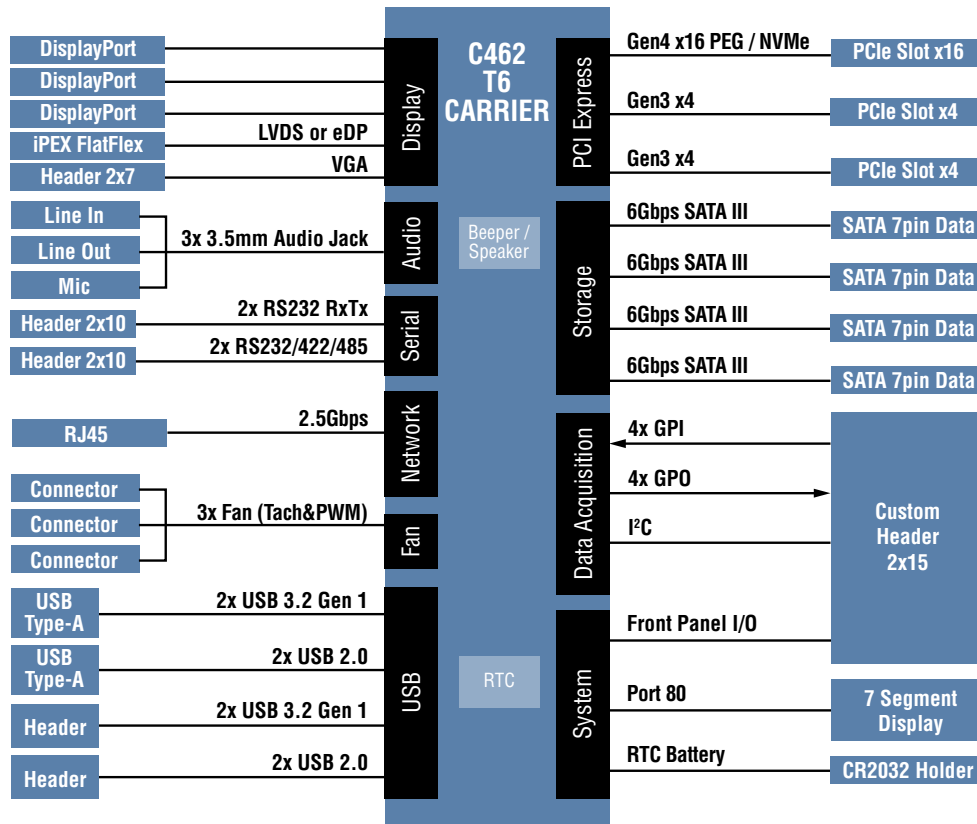 C462
T6
CARRIER
DisplayPort
DisplayPort
DisplayPort
iPEX FlatFlex
LVDS or eDP
Header 2x7
VGA
Display
Line In
Line Out
Mic
3x 3.5mm Audio Jack
Audio
Beeper /
Speaker
Header 2x10
2x RS232 RxTx
Header 2x10
2x RS232/422/485
Serial
RJ45
2.5Gbps
Network
Connector
Connector
Connector
3x Fan (Tach&PWM)
Fan
USB
Type-A
2x USB 3.2 Gen 1
USB
Type-A
2x USB 2.0
Header
2x USB 3.2 Gen 1
Header
2x USB 2.0
USB
RTC
PCI Express
Gen4 x16 PEG / NVMe
PCIe Slot x16
Gen3 x4
PCIe Slot x4
Gen3 x4
PCIe Slot x4
Storage
6Gbps SATA III
SATA 7pin Data
6Gbps SATA III
SATA 7pin Data
6Gbps SATA III
SATA 7pin Data
6Gbps SATA III
SATA 7pin Data
Data Acquisition
4x GPI
4x GPO
I²C
Custom
Header
2x15
System
Front Panel I/O
Port 80
7 Segment
Display
RTC Battery
CR2032 Holder